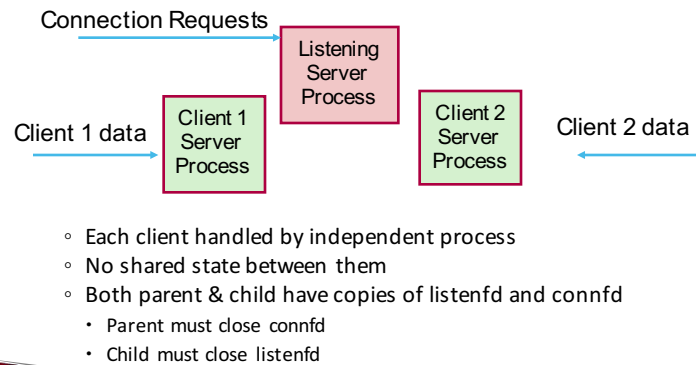 Connection Requests
Listening
Server
Process
Client 1
Server
Process
Client 2
Server
Process
Client 1 data
Client 2 data
◦ Each client handled by independent process
◦ No shared state between them
◦ Both parent & child have copies of listenfd and connfd
• Parent must close connfd
• Child must close listenfd